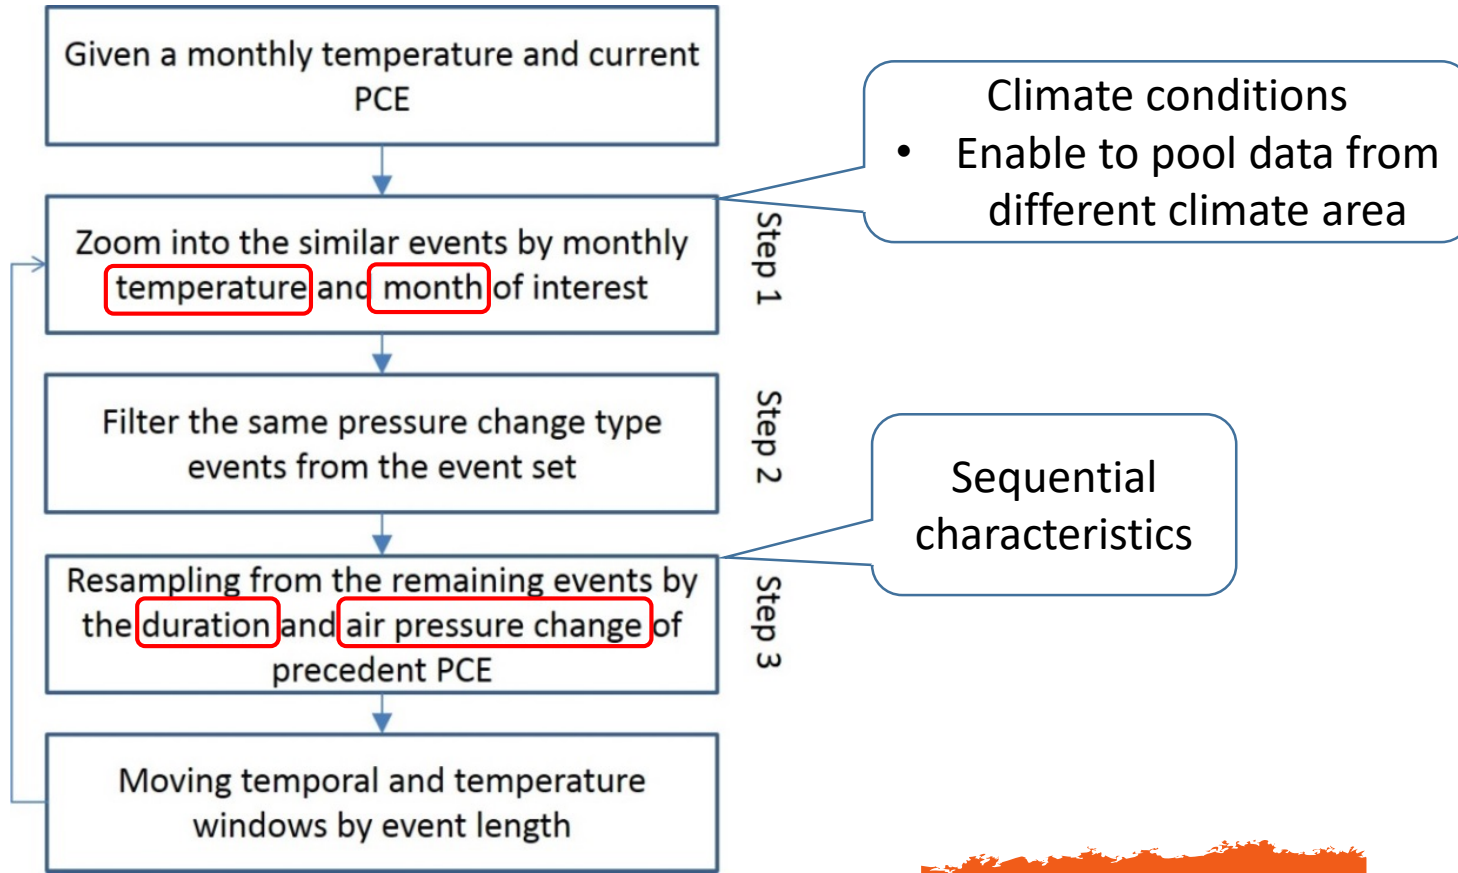 Given a monthly temperature and current
PCE
Climate conditions
• Enable to pool data from
different climate area
Zoom into the similar events by monthly
temperature and month of interest
Step 1
Filter the same pressure change type
events from the event set
Step 2
Sequential
characteristics
Resampling from the remaining events by
the duration and air pressure change of
precedent PCE
Step 3
Moving temporal and temperature
windows by event length